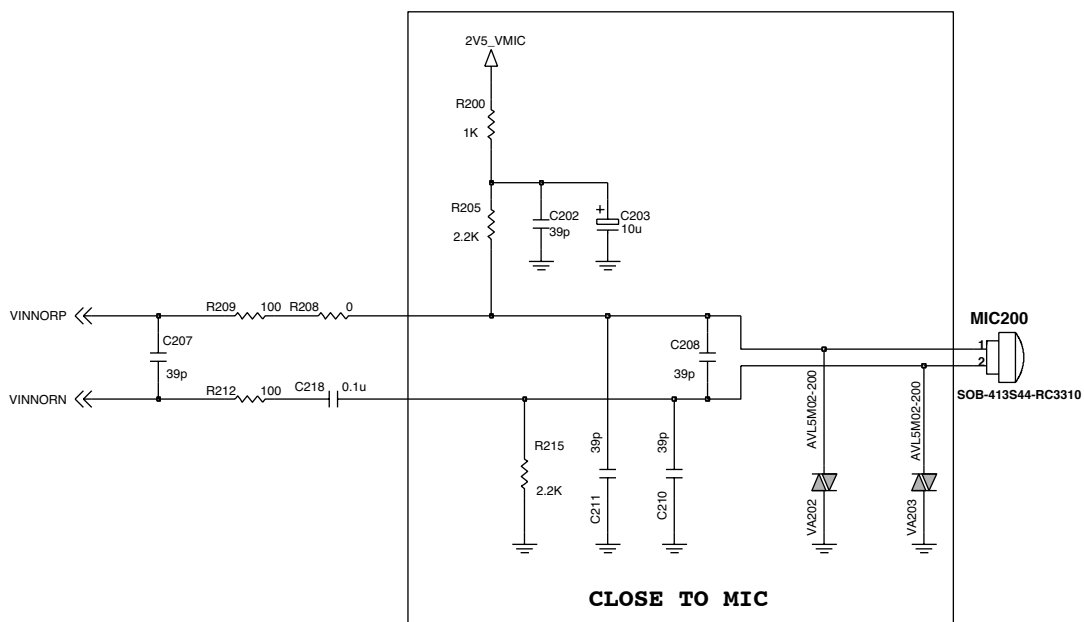 2V5_VMIC
R200
1K
R205
2.2K
C202
39p
+
C203
10u
VINNORP
R209
100
R208
0
C207
39p
C208
39p
MIC200
1
2
SOB-413S44-RC3310
VINNORN
R212
100
C218
0.1u
R215
2.2K
39p
C211
39p
C210
AVL5M02-200
VA202
AVL5M02-200
VA203
CLOSE TO MIC